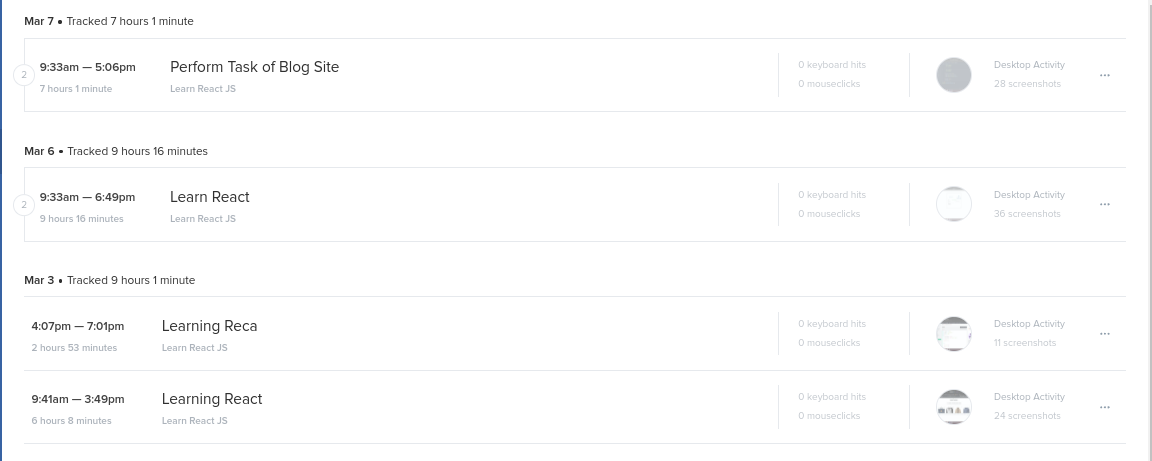 Mar 7 • Tracked 7 hours 1 minute
2
9:33am — 5:06pm
7 hours 1 minute
Perform Task of Blog Site
Learn React JS
0 keyboard hits
0 mouseclicks
Desktop Activity
28 screenshots
Mar 6 • Tracked 9 hours 16 minutes
2
9:33am — 6:49pm
9 hours 16 minutes
Learn React
Learn React JS
0 keyboard hits
0 mouseclicks
Desktop Activity
36 screenshots
Mar 3 • Tracked 9 hours 1 minute
4:07pm — 7:01pm
2 hours 53 minutes
Learning Reca
Learn React JS
0 keyboard hits
0 mouseclicks
Desktop Activity
11 screenshots
9:41am — 3:49pm
6 hours 8 minutes
Learning React
Learn React JS
0 keyboard hits
0 mouseclicks
Desktop Activity
24 screenshots